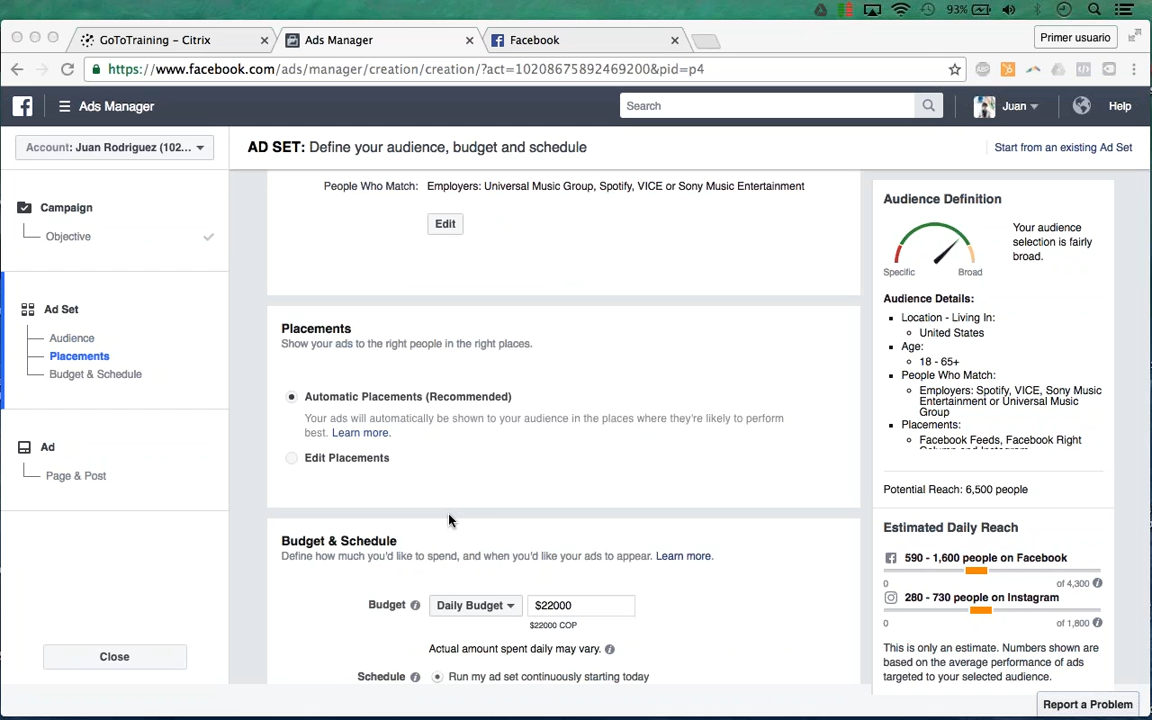 93%
GoToTraining - Citrix
Ads Manager
Facebook
Primer usuario
https://www.facebook.com/ads/manager/creation/creation/?act=10208675892469200&pid=p4
Ads Manager
Search
Juan
Help
Account: Juan Rodriguez (102...
AD SET: Define your audience, budget and schedule
Start from an existing Ad Set
Campaign
Objective
Ad Set
Audience
Placements
Budget & Schedule
Ad
Page & Post
Close
People Who Match: Employers: Universal Music Group, Spotify, VICE or Sony Music Entertainment
Edit
Placements
Show your ads to the right people in the right places.
Automatic Placements (Recommended)
Your ads will automatically be shown to your audience in the places where they're likely to perform
best. Learn more.
Edit Placements
Budget & Schedule
Define how much you'd like to spend, and when you'd like your ads to appear. Learn more.
Budget
Daily Budget
$22000
$22000 COP
Actual amount spent daily may vary.
Schedule
Run my ad set continuously starting today
Audience Definition
Your audience
selection is fairly
broad.
Specific
Broad
Audience Details:
Location - Living In:
United States
Age:
18 - 65+
People Who Match:
Employers: Spotify, VICE, Sony Music
Entertainment or Universal Music
Group
Placements:
Facebook Feeds, Facebook Right
Column and Instagram
Potential Reach: 6,500 people
Estimated Daily Reach
590 - 1,600 people on Facebook
0
of 4,300
280 - 730 people on Instagram
0
of 1,800
This is only an estimate. Numbers shown are
based on the average performance of ads
targeted to your selected audience.
Report a Problem